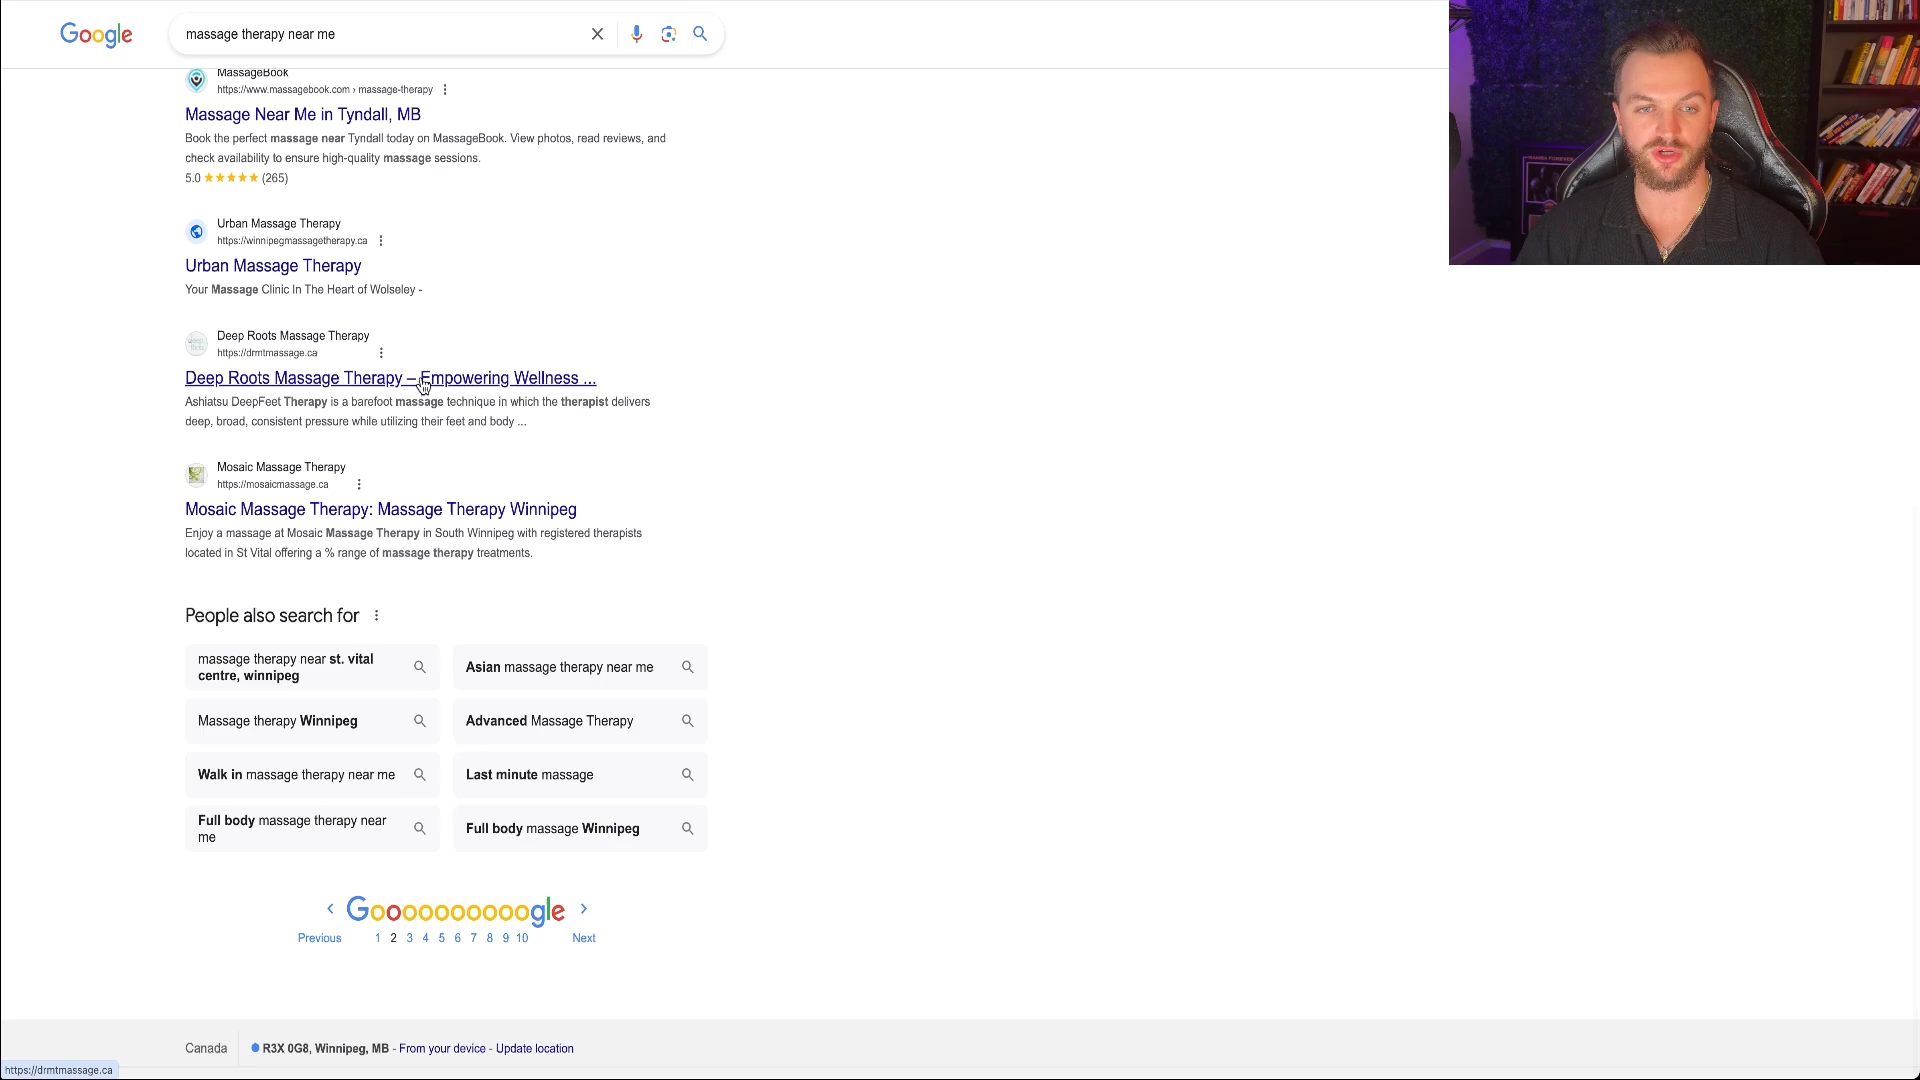 Google
massage therapy near me
MassageBook
https://www.massagebook.com › massage-therapy
Massage Near Me in Tyndall, MB
Book the perfect massage near Tyndall today on MassageBook. View photos, read reviews, and
check availability to ensure high-quality massage sessions.
5.0 ★★★★★ (265)
Urban Massage Therapy
https://winnipegmassagetherapy.ca
Urban Massage Therapy
Your Massage Clinic In The Heart of Wolseley -
Deep Roots Massage Therapy
https://drmtmassage.ca
Deep Roots Massage Therapy – Empowering Wellness ...
Ashiatsu DeepFeet Therapy is a barefoot massage technique in which the therapist delivers
deep, broad, consistent pressure while utilizing their feet and body ...
Mosaic Massage Therapy
https://mosaicmassage.ca
Mosaic Massage Therapy: Massage Therapy Winnipeg
Enjoy a massage at Mosaic Massage Therapy in South Winnipeg with registered therapists
located in St Vital offering a % range of massage therapy treatments.
People also search for
massage therapy near st. vital
centre, winnipeg
Asian massage therapy near me
Massage therapy Winnipeg
Advanced Massage Therapy
Walk in massage therapy near me
Last minute massage
Full body massage therapy near
me
Full body massage Winnipeg
Goooooooooogle
Previous 1 2 3 4 5 6 7 8 9 10 Next
Canada
R3X 0G8, Winnipeg, MB - From your device - Update location
https://drmtmassage.ca